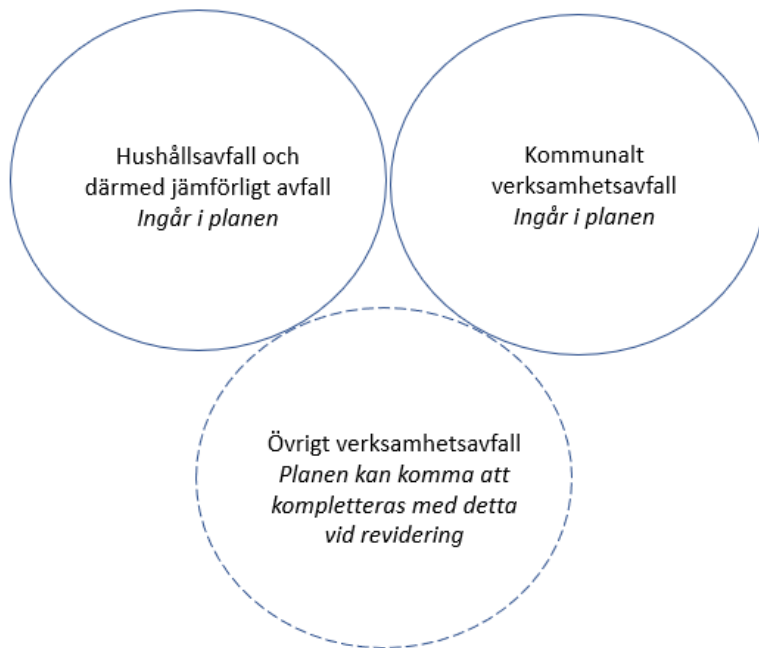 Hushållsavfall och
därmed jämförligt avfall
Ingår i planen
Kommunalt
verksamhetsavfall
Ingår i planen
Övrigt verksamhetsavfall
Planen kan komma att
kompletteras med detta
vid revidering